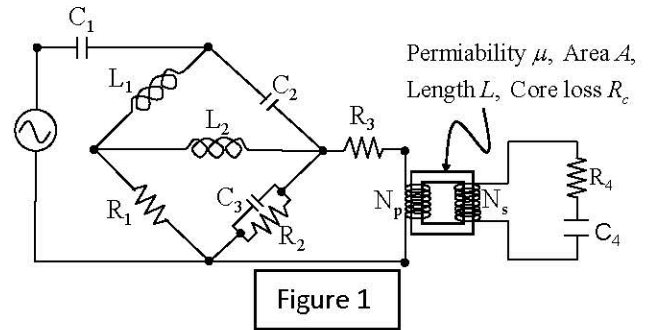 C1
L1
C2
Permiability μ, Area A,
Length L, Core loss Rc
L2
R3
R1
C3
R2
Np
Ns
R4
C4
Figure 1